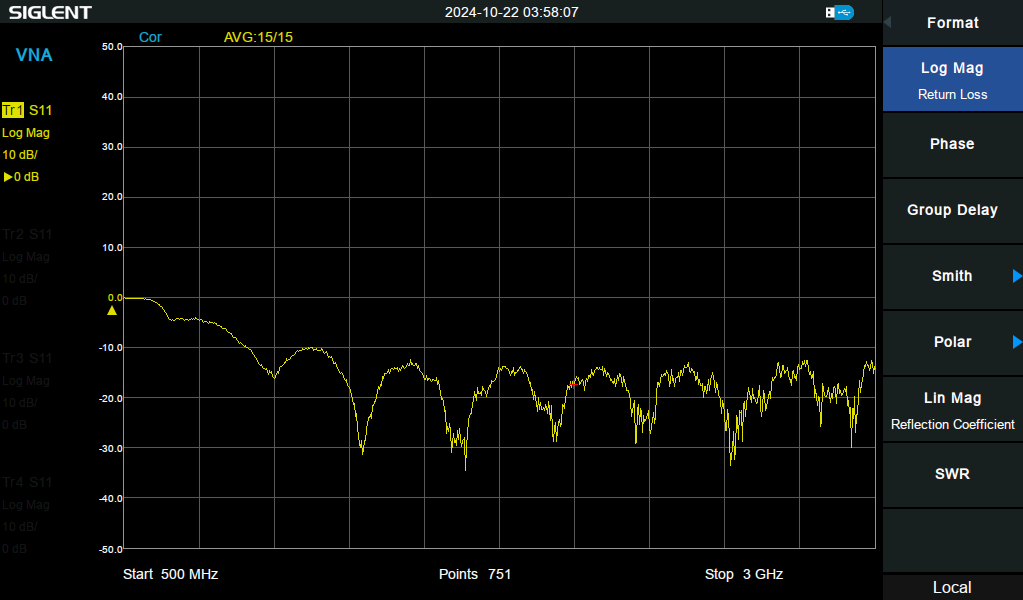 SIGLENT
2024-10-22 03:58:07
VNA
Cor
AVG:15/15
Tr1 S11
Log Mag
10 dB/
▶0 dB
Tr2 S11
Log Mag
10 dB/
0 dB
Tr3 S11
Log Mag
10 dB/
0 dB
Tr4 S11
Log Mag
10 dB/
0 dB
50.0
40.0
30.0
20.0
10.0
0.0
-10.0
-20.0
-30.0
-40.0
-50.0
Start 500 MHz
Points 751
Stop 3 GHz
Format
Log Mag
Return Loss
Phase
Group Delay
Smith
Polar
Lin Mag
Reflection Coefficient
SWR
Local